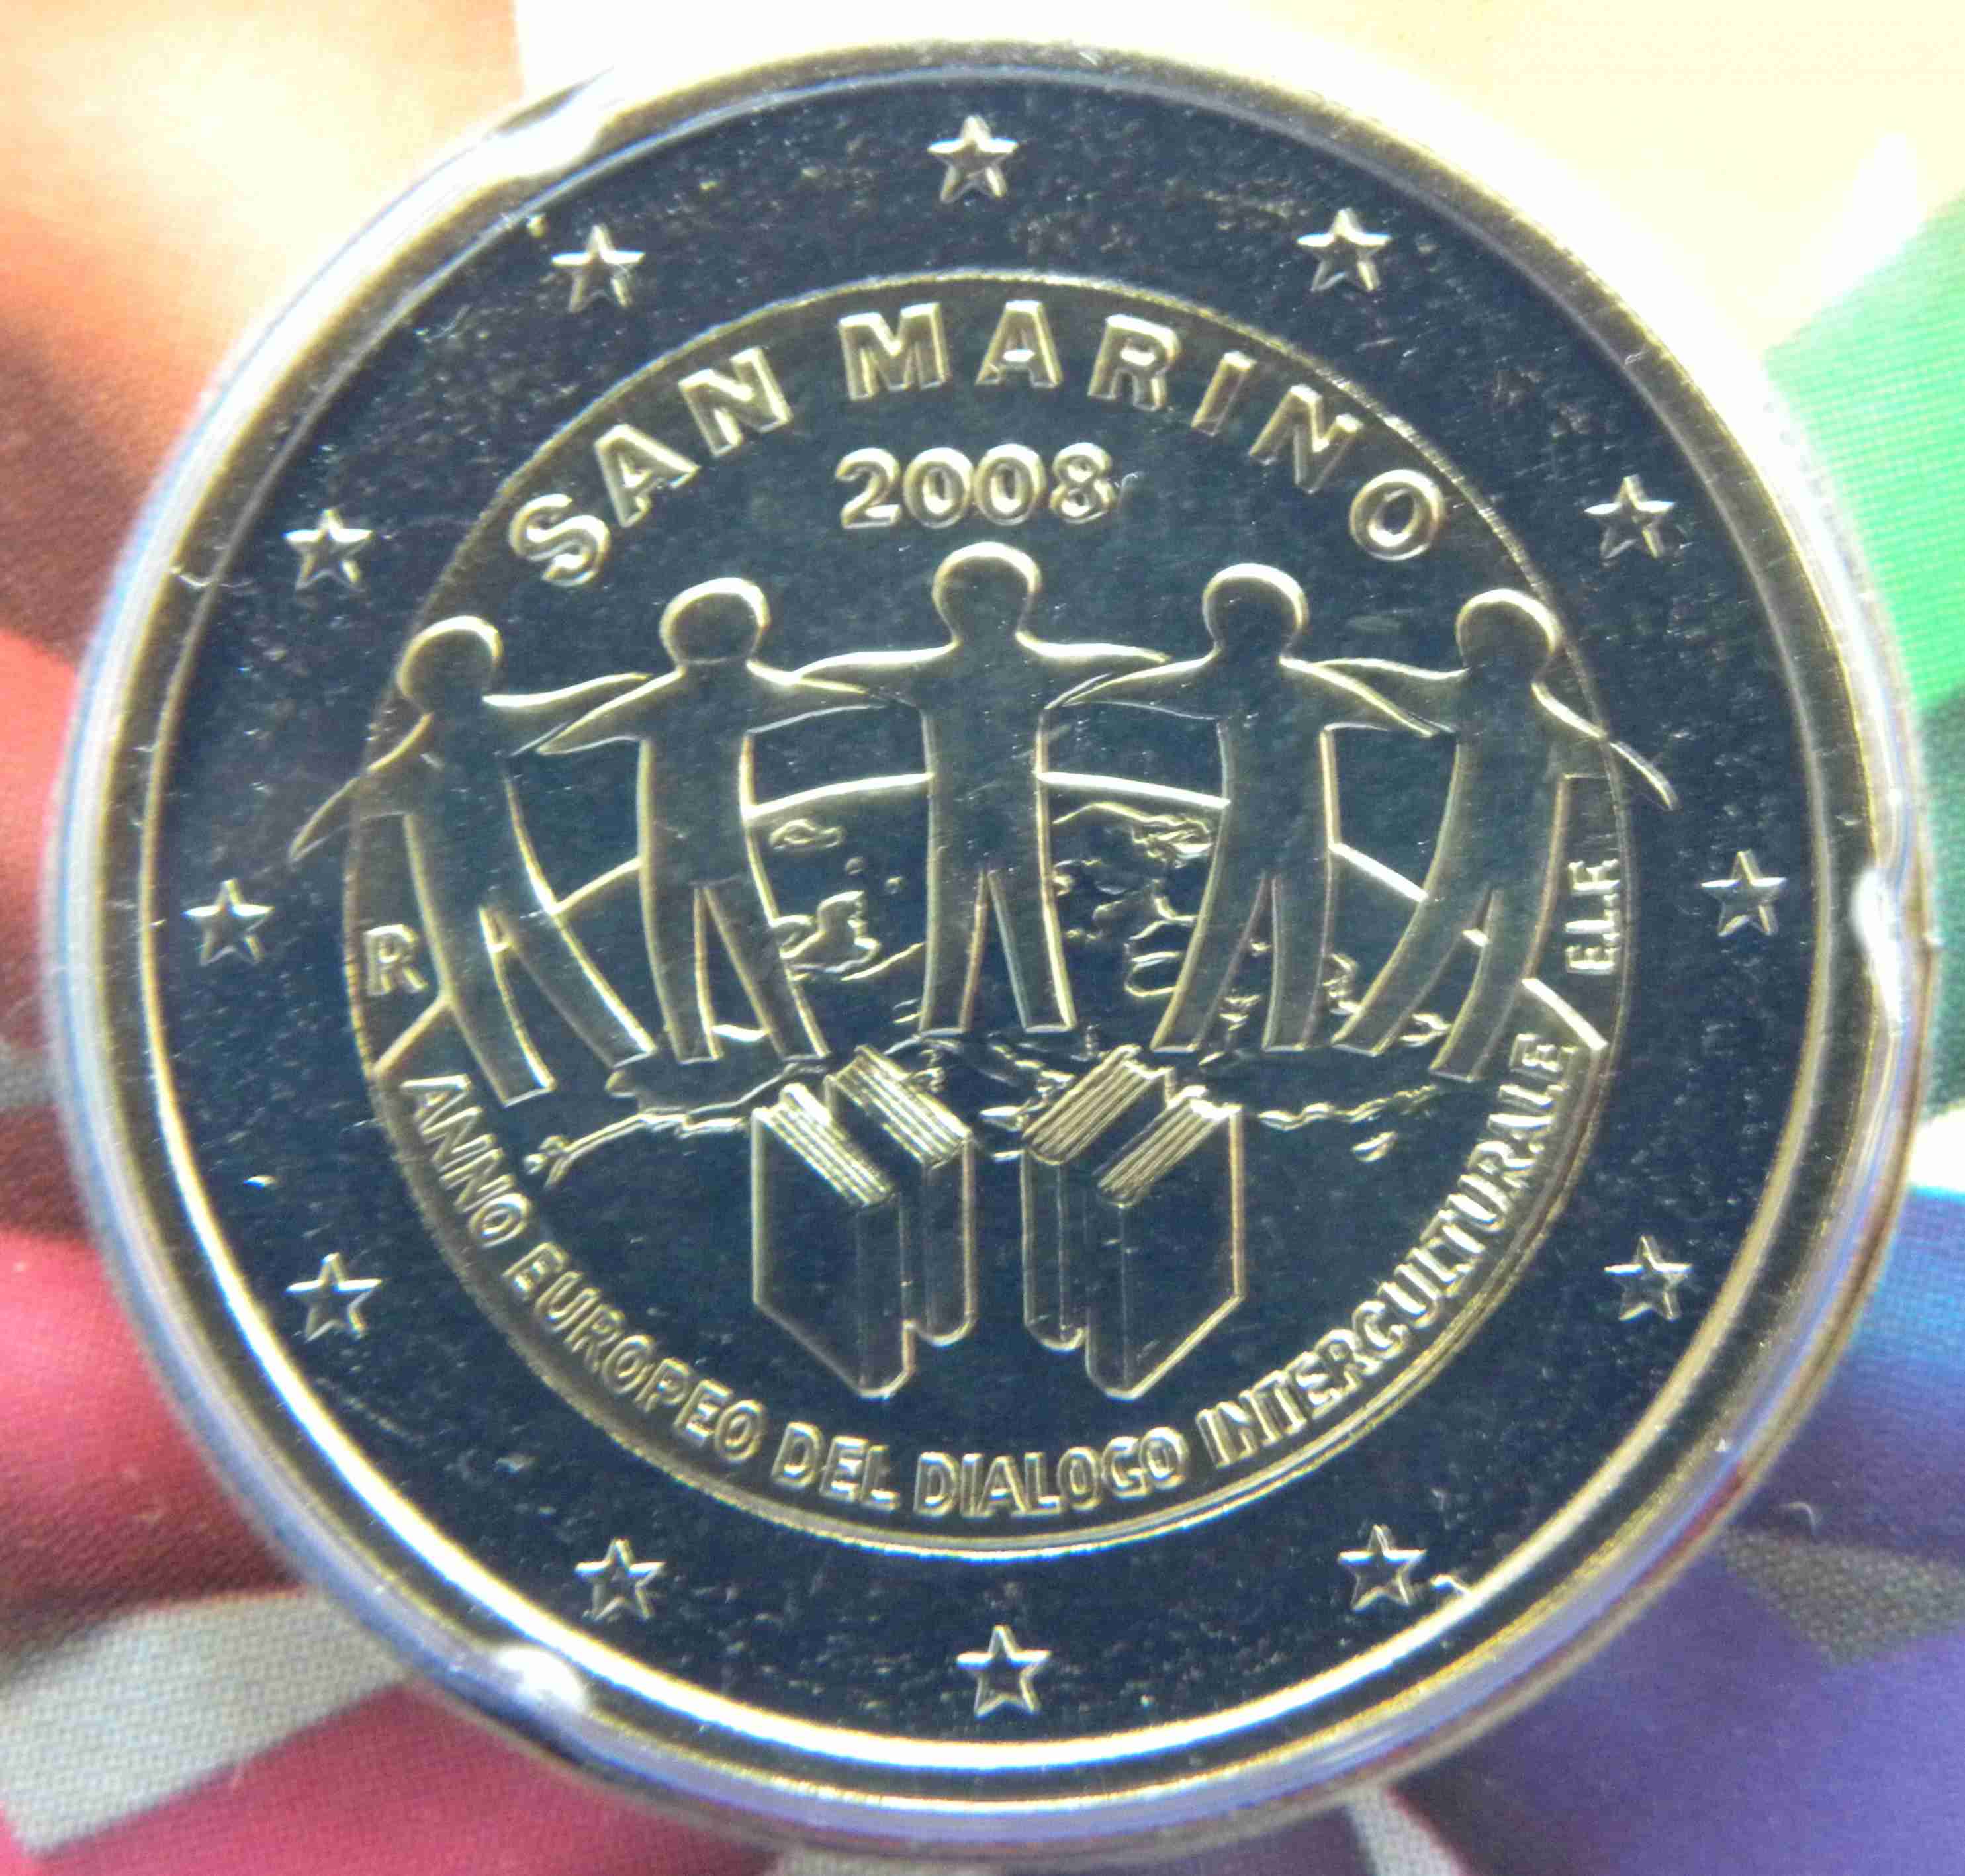 SAN MARINO
2008
R
E.L.F.
ANNO EUROPEO DEL DIALOGO INTERCULTURALE